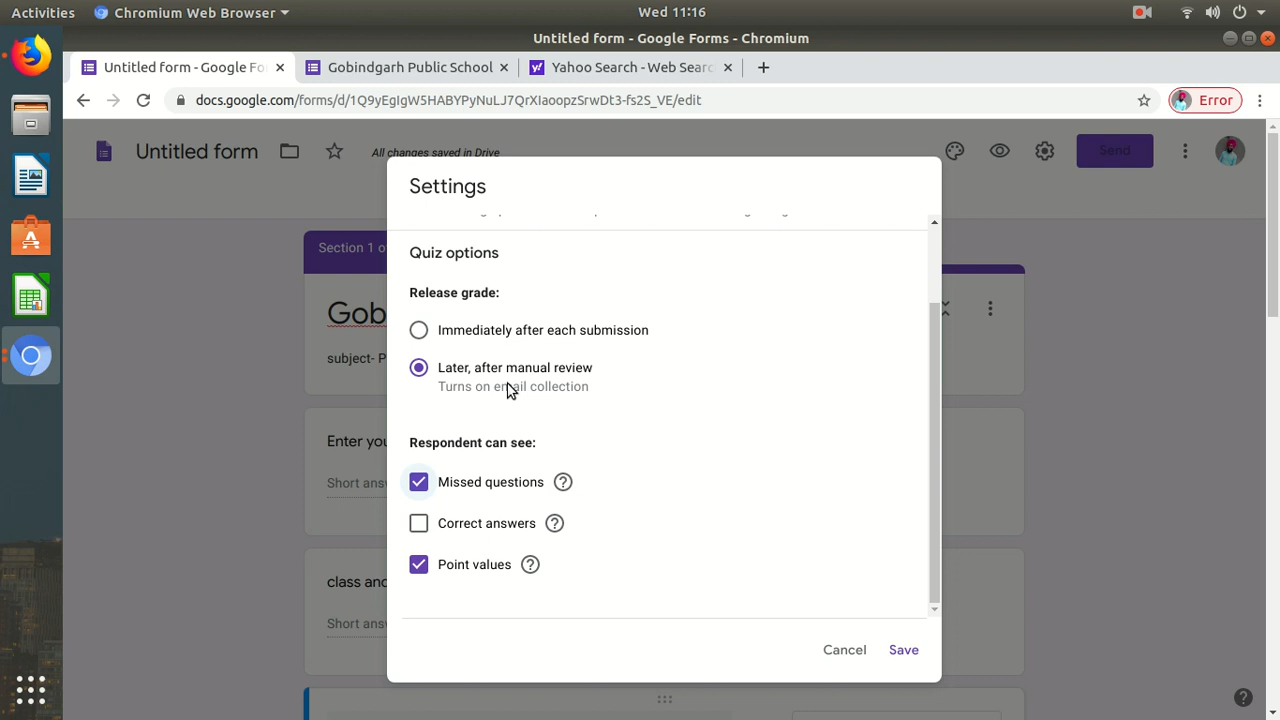 Activities Chromium Web Browser Wed 11:16
Untitled form - Google Forms - Chromium
Untitled form - Google Fo Gobindgarh Public School Yahoo Search - Web Searc
docs.google.com/forms/d/1Q9yEgIgW5HABYPyNuLJ7QrXIaoopzSrwDt3-fs2S_VE/edit Error
Untitled form All changes saved in Drive Send
Settings
Section 1 o
Quiz options
Release grade:
Gob
Immediately after each submission
subject- P
Later, after manual review
Turns on email collection
Enter you
Respondent can see:
Short ans
Missed questions
Correct answers
Point values
class and
Short ans
Cancel Save